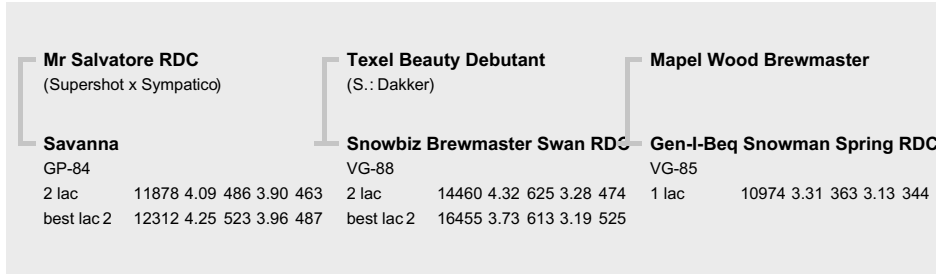 Mr Salvatore RDC
(Supershot x Sympatico)
Savanna
GP-84
2 lac 11878 4.09 486 3.90 463
best lac 2 12312 4.25 523 3.96 487
Texel Beauty Debutant
(S.: Dakker)
Snowbiz Brewmaster Swan RDC
VG-88
2 lac 14460 4.32 625 3.28 474
best lac 2 16455 3.73 613 3.19 525
Mapel Wood Brewmaster
Gen-I-Beq Snowman Spring RDC
VG-85
1 lac 10974 3.31 363 3.13 344